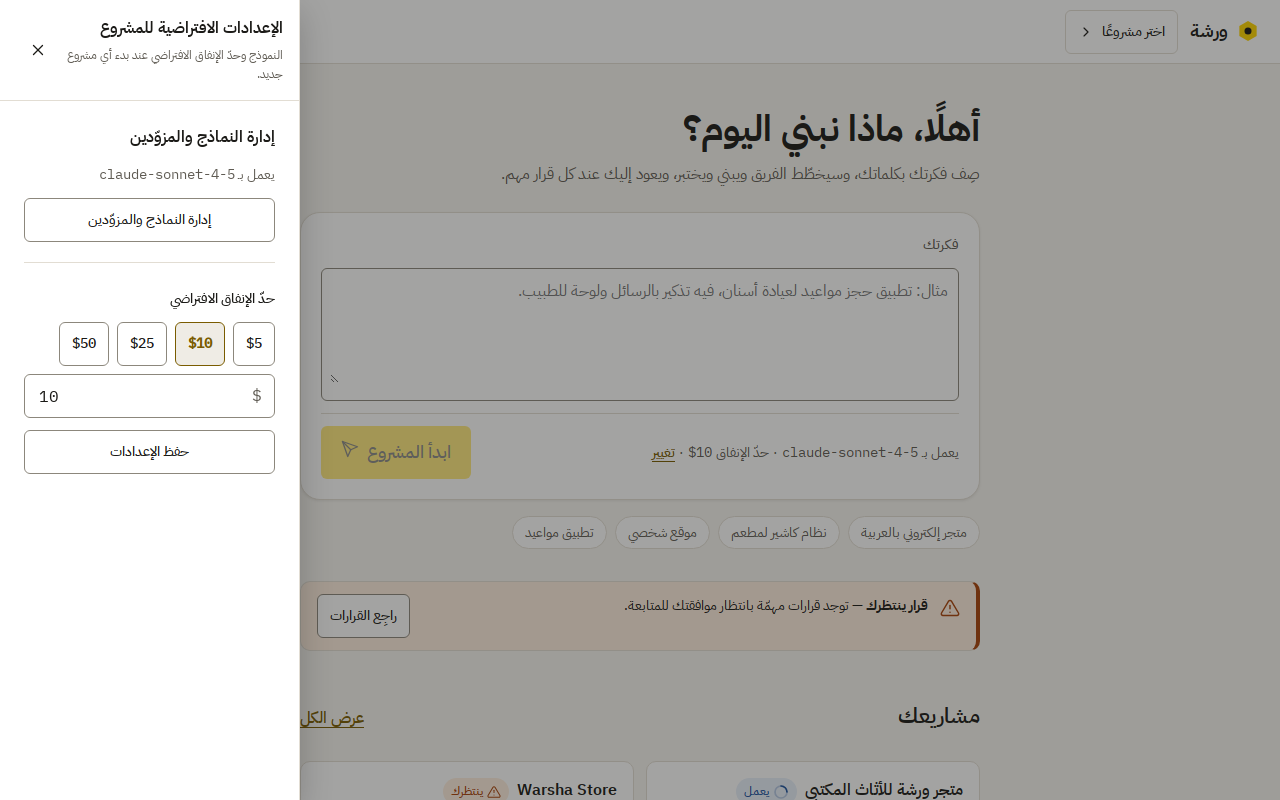 ورشة
اختر مشروعًا
أهلًا، ماذا نبني اليوم؟
صِف فكرتك بكلماتك، وسيخطّط الفريق ويبني ويختبر، ويعود إليك عند كل قرار مهم.
فكرتك
مثال: تطبيق حجز مواعيد لعيادة أسنان، فيه تذكير بالرسائل ولوحة للطبيب.
يعمل بـ claude-sonnet-4-5 · حدّ الإنفاق $10 · تغيير
ابدأ المشروع
متجر إلكتروني بالعربية
نظام كاشير لمطعم
موقع شخصي
تطبيق مواعيد
قرار ينتظرك — توجد قرارات مهمّة بانتظار موافقتك للمتابعة.
راجِع القرارات
مشاريعك
عرض الكل
متجر ورشة للأثاث المكتبي
يعمل
Warsha Store
ينتظرك
الإعدادات الافتراضية للمشروع
النموذج وحدّ الإنفاق الافتراضي عند بدء أي مشروع
جديد.
إدارة النماذج والمزوّدين
يعمل بـ claude-sonnet-4-5
إدارة النماذج والمزوّدين
حدّ الإنفاق الافتراضي
$5
$10
$25
$50
$ 10
حفظ الإعدادات